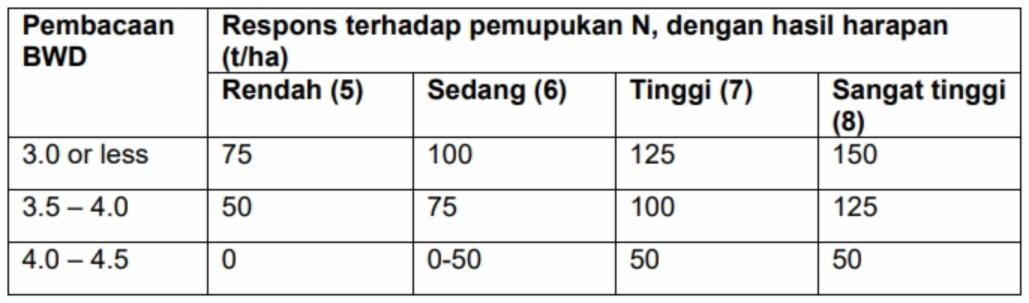 Pembacaan BWD
Respons terhadap pemupukan N, dengan hasil harapan
(t/ha)
Rendah (5) Sedang (6) Tinggi (7) Sangat tinggi
(8)
3.0 or less 75 100 125 150
3.5 – 4.0 50 75 100 125
4.0 – 4.5 0 0-50 50 50